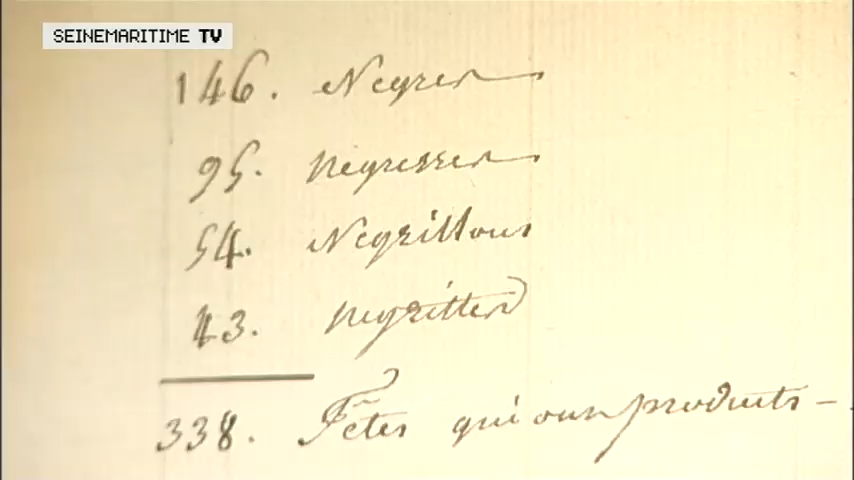 SEINEMARITIME TV
146. Negres
95. Negresses
54. Negrillons
43. Negrittes
338. Têtes qui ont produits —